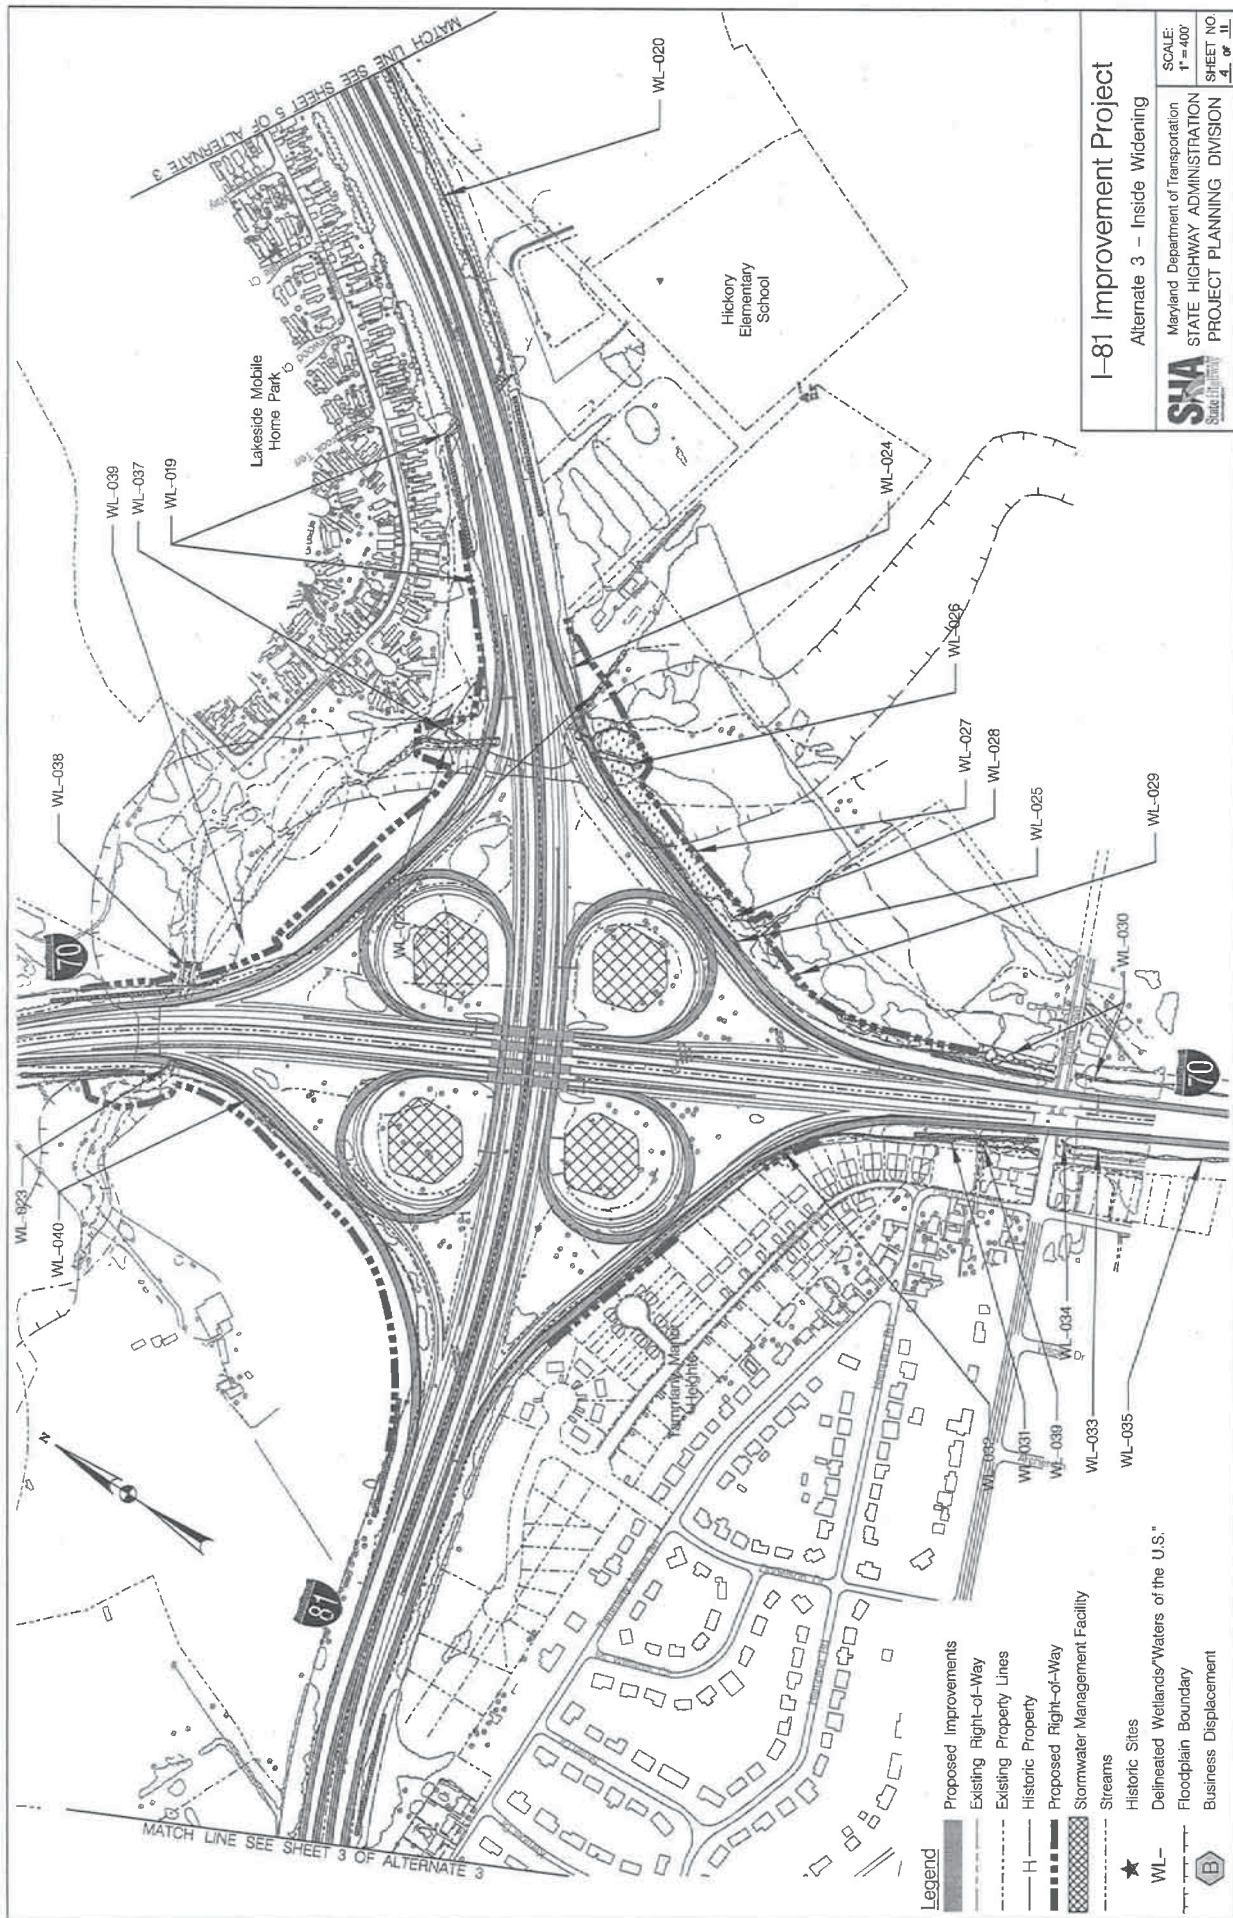 MATCH LINE SEE SHEET 5 OF ALTERNATE 3
WL-020
Lakeside Mobile
Home Park
WL-039
WL-037
WL-019
Hickory
Elementary
School
WL-024
WL-026
WL-027
WL-028
WL-025
WL-029
WL-038
70
WL-030
70
WL-023
WL-040
N
81
Heights
WL-032
WL-031
WL-039
WL-034
Dr
WL-033
WL-035
MATCH LINE SEE SHEET 3 OF ALTERNATE 3
Legend
Proposed Improvements
Existing Right-of-Way
Existing Property Lines
H Historic Property
Proposed Right-of-Way
Stormwater Management Facility
Streams
Historic Sites
WL- Delineated Wetlands/"Waters of the U.S."
Floodplain Boundary
B Business Displacement
I-81 Improvement Project
Alternate 3 - Inside Widening
SHA
State Highway
Maryland Department of Transportation
STATE HIGHWAY ADMINISTRATION
PROJECT PLANNING DIVISION
SCALE:
1"=400'
SHEET NO.
4 OF 11